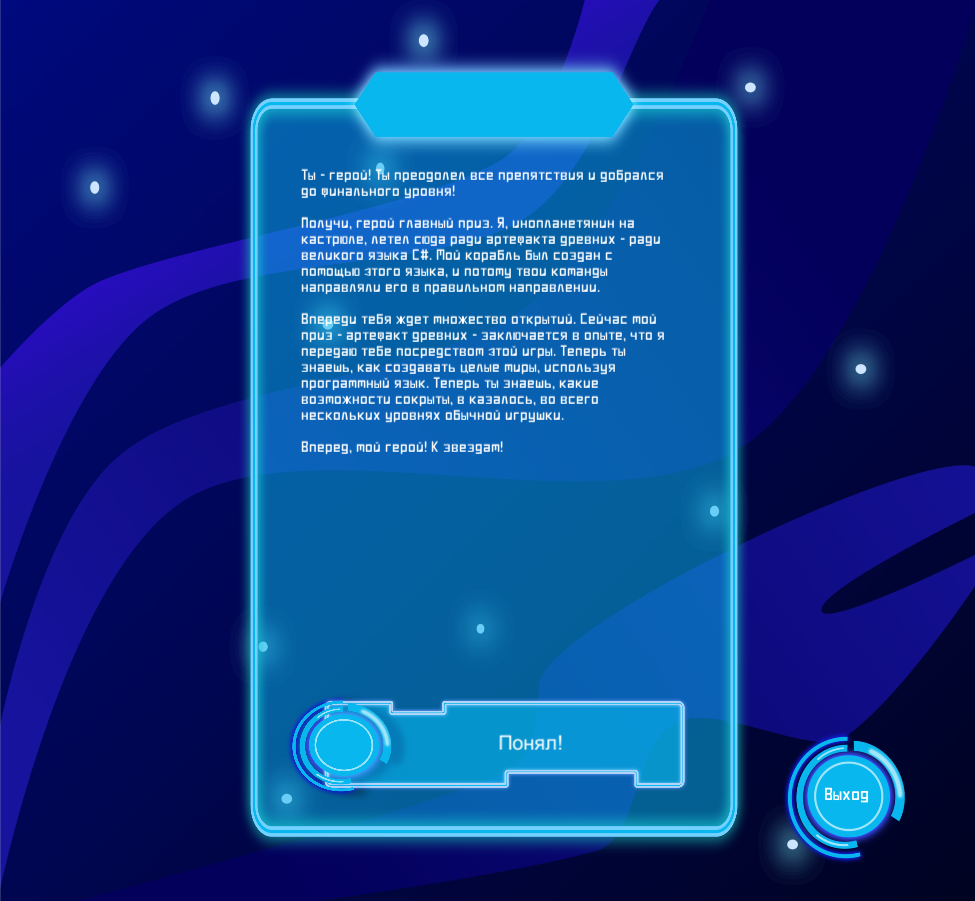 Ты - герой! Ты преодолел все препятствия и добрался
до финального уровня!
Получи, герой главный приз. Я, инопланетянин на
кастрюле, летел сюда ради артефакта древних - ради
великого языка C#. Мой корабль был создан с
помощью этого языка, и потому твои команды
направляли его в правильном направлении.
Впереди тебя ждет множество открытий. Сейчас мой
приз - артефакт древних - заключается в опыте, что я
передаю тебе посредством этой игры. Теперь ты
знаешь, как создавать целые миры, используя
программный язык. Теперь ты знаешь, какие
возможности сокрыты, в казалось, во всего
нескольких уровнях обычной игрушки.
Вперед, мой герой! К звездам!
Понял!
Выход